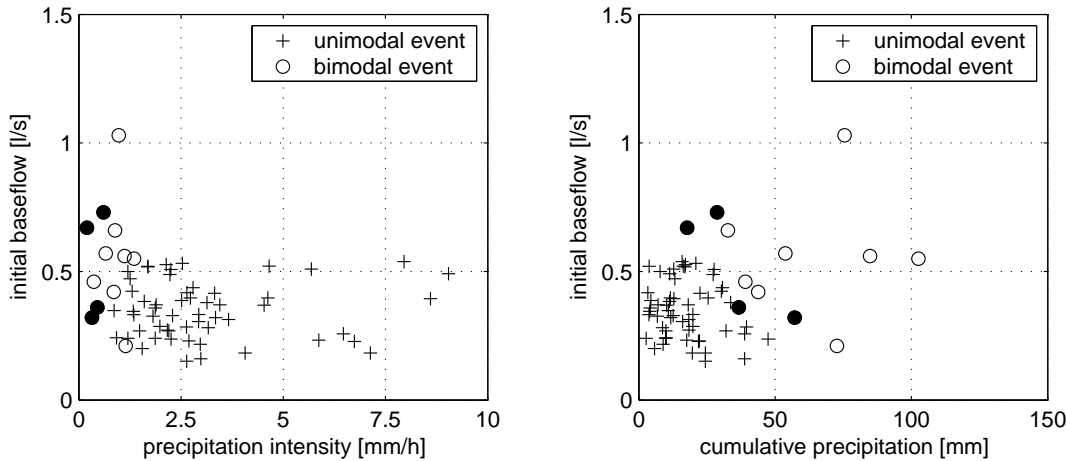 1.5
1
0.5
0
initial baseflow [l/s]
unimodal event
bimodal event
0 2.5 5 7.5 10
precipitation intensity [mm/h]
1.5
1
0.5
0
initial baseflow [l/s]
unimodal event
bimodal event
0 50 100 150
cumulative precipitation [mm]